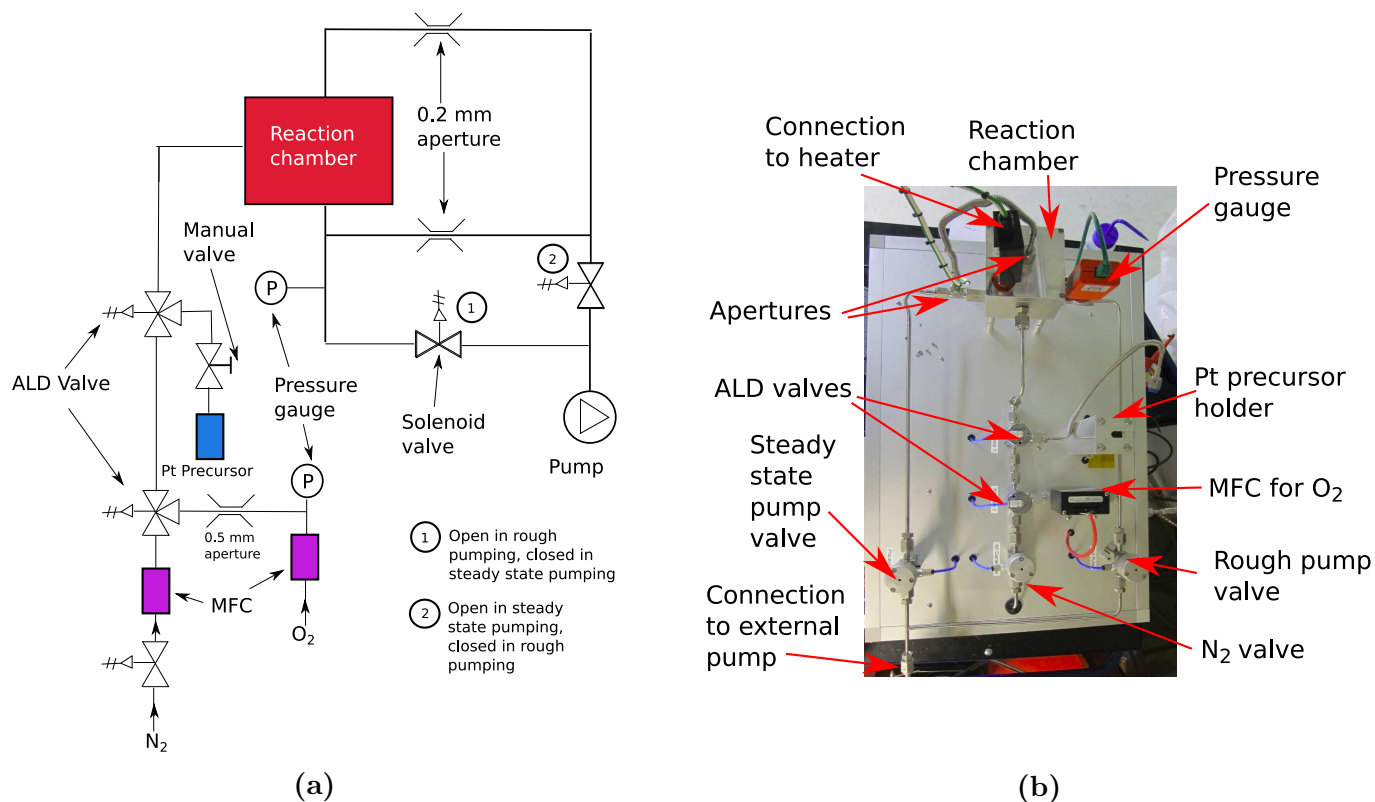 Reaction
chamber
0.2 mm
aperture
Manual
valve
2
P
1
ALD Valve
Pressure
gauge
Solenoid
valve
Pt Precursor
Pump
P
0.5 mm
aperture
MFC
O2
N2
1
Open in rough
pumping, closed in
steady state pumping
2
Open in steady
state pumping,
closed in rough
pumping
(a)
Connection
to heater
Reaction
chamber
Pressure
gauge
Apertures
ALD valves
Pt precursor
holder
Steady
state
pump
valve
MFC for O2
Rough pump
valve
Connection
to external
pump
N2 valve
(b)